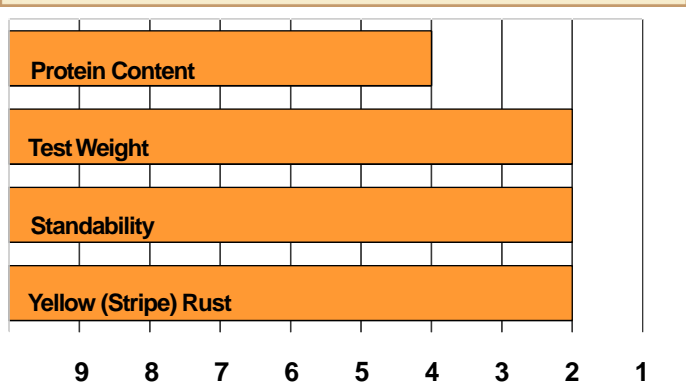 Protein Content
Test Weight
Standability
Yellow (Stripe) Rust
9 8 7 6 5 4 3 2 1